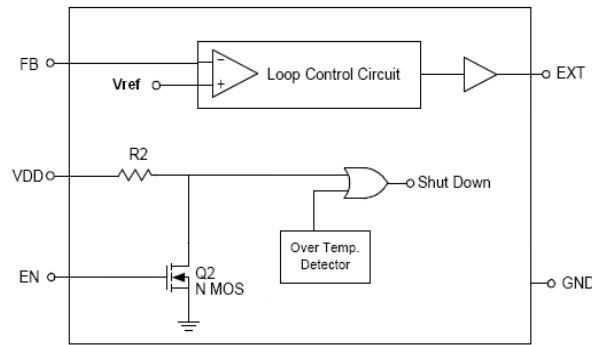 FB
−
Vref
+
Loop Control Circuit
EXT
R2
VDD
Shut Down
Over Temp.
Detector
Q2
EN
N MOS
GND